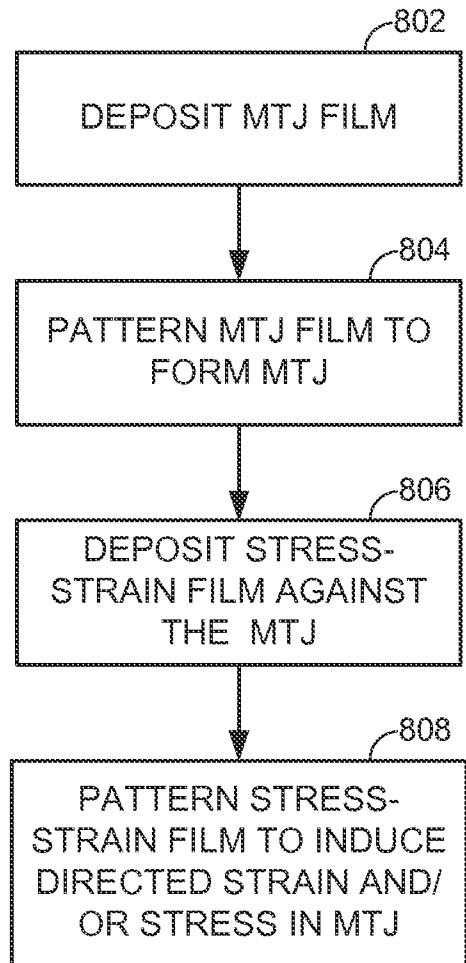 802
DEPOSIT MTJ FILM
804
PATTERN MTJ FILM TO
FORM MTJ
806
DEPOSIT STRESS-
STRAIN FILM AGAINST
THE MTJ
808
PATTERN STRESS-
STRAIN FILM TO INDUCE
DIRECTED STRAIN AND/
OR STRESS IN MTJ